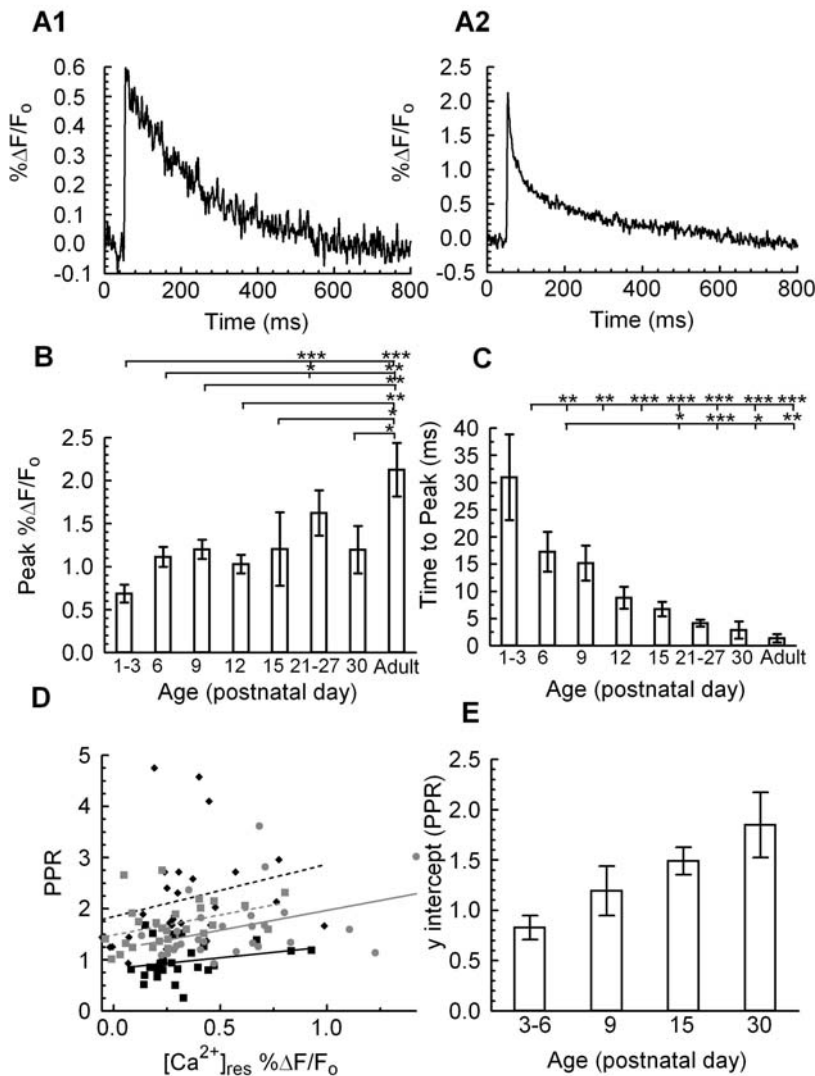 A1
A2
%ΔF/Fo
0.6
0.5
0.4
0.3
0.2
0.1
0.0
-0.1
0
200
400
600
800
Time (ms)
%ΔF/Fo
2.5
2.0
1.5
1.0
0.5
0.0
-0.5
0
200
400
600
800
Time (ms)
B
*** ***
* **
**
**
*
*
Peak %ΔF/Fo
2.5
2.0
1.5
1.0
0.5
0.0
1-3 6 9 12 15 21-27 30 Adult
Age (postnatal day)
C
** ** *** *** *** *** ***
* *** * **
Time to Peak (ms)
40
35
30
25
20
15
10
5
0
1-3 6 9 12 15 21-27 30 Adult
Age (postnatal day)
D
PPR
5
4
3
2
1
0
0.0 0.5 1.0
[Ca2+]res %ΔF/Fo
E
y intercept (PPR)
2.5
2.0
1.5
1.0
0.5
0.0
3-6 9 15 30
Age (postnatal day)